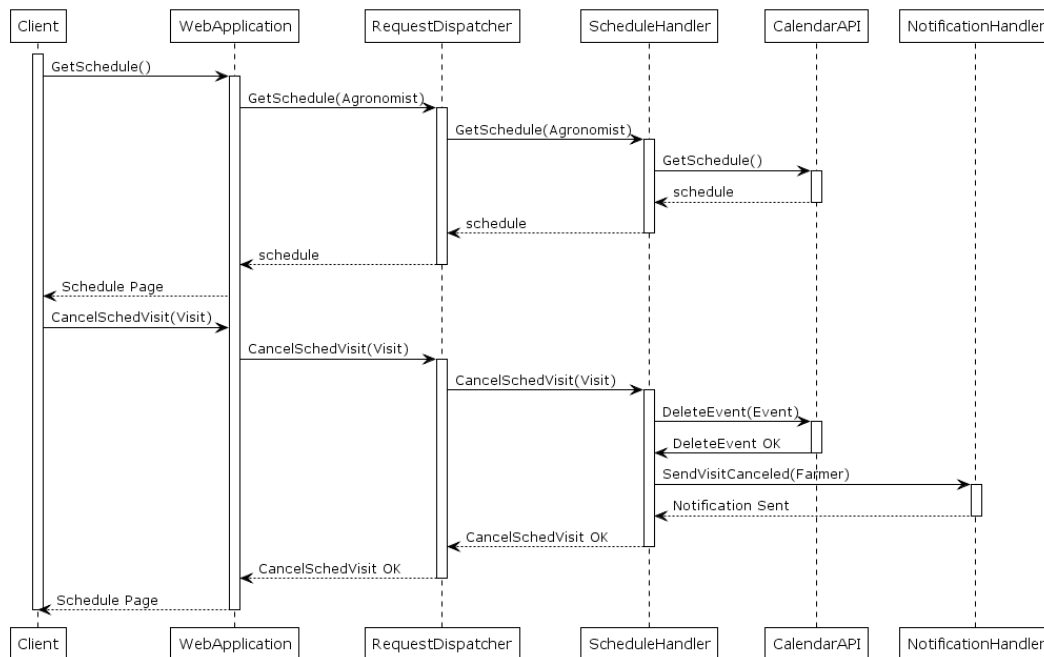 Client WebApplication RequestDispatcher ScheduleHandler CalendarAPI NotificationHandler
GetSchedule()
GetSchedule(Agronomist)
GetSchedule(Agronomist)
GetSchedule()
schedule
schedule
schedule
Schedule Page
CancelSchedVisit(Visit)
CancelSchedVisit(Visit)
CancelSchedVisit(Visit)
DeleteEvent(Event)
DeleteEvent OK
SendVisitCanceled(Farmer)
Notification Sent
CancelSchedVisit OK
CancelSchedVisit OK
Schedule Page
Client WebApplication RequestDispatcher ScheduleHandler CalendarAPI NotificationHandler